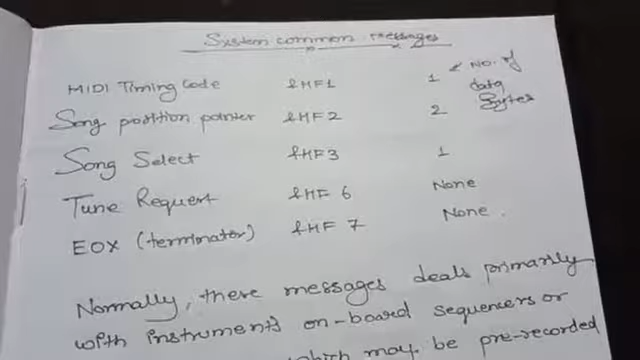 System common messages
MIDI Timing Code &HF1 1 ← No. of data Bytes
Song position pointer &HF2 2
Song Select &HF3 1
Tune Request &HF 6 None
EOX (terminator) &HF 7 None.
Normally, these messages deals primarily
with instruments on-board sequencers or
which may be pre-recorded